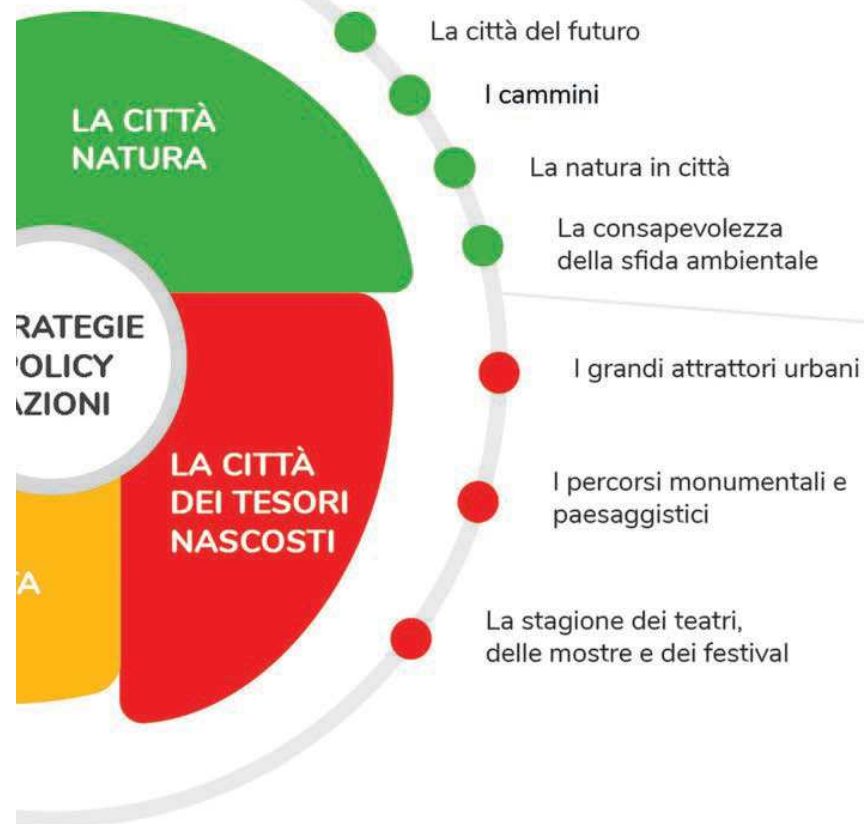 La città del futuro
I cammini
LA CITTÀ
NATURA
La natura in città
La consapevolezza
della sfida ambientale
RATEGIE
POLICY
AZIONI
I grandi attrattori urbani
LA CITTÀ
DEI TESORI
NASCOSTI
I percorsi monumentali e
paesaggistici
TA
La stagione dei teatri,
delle mostre e dei festival